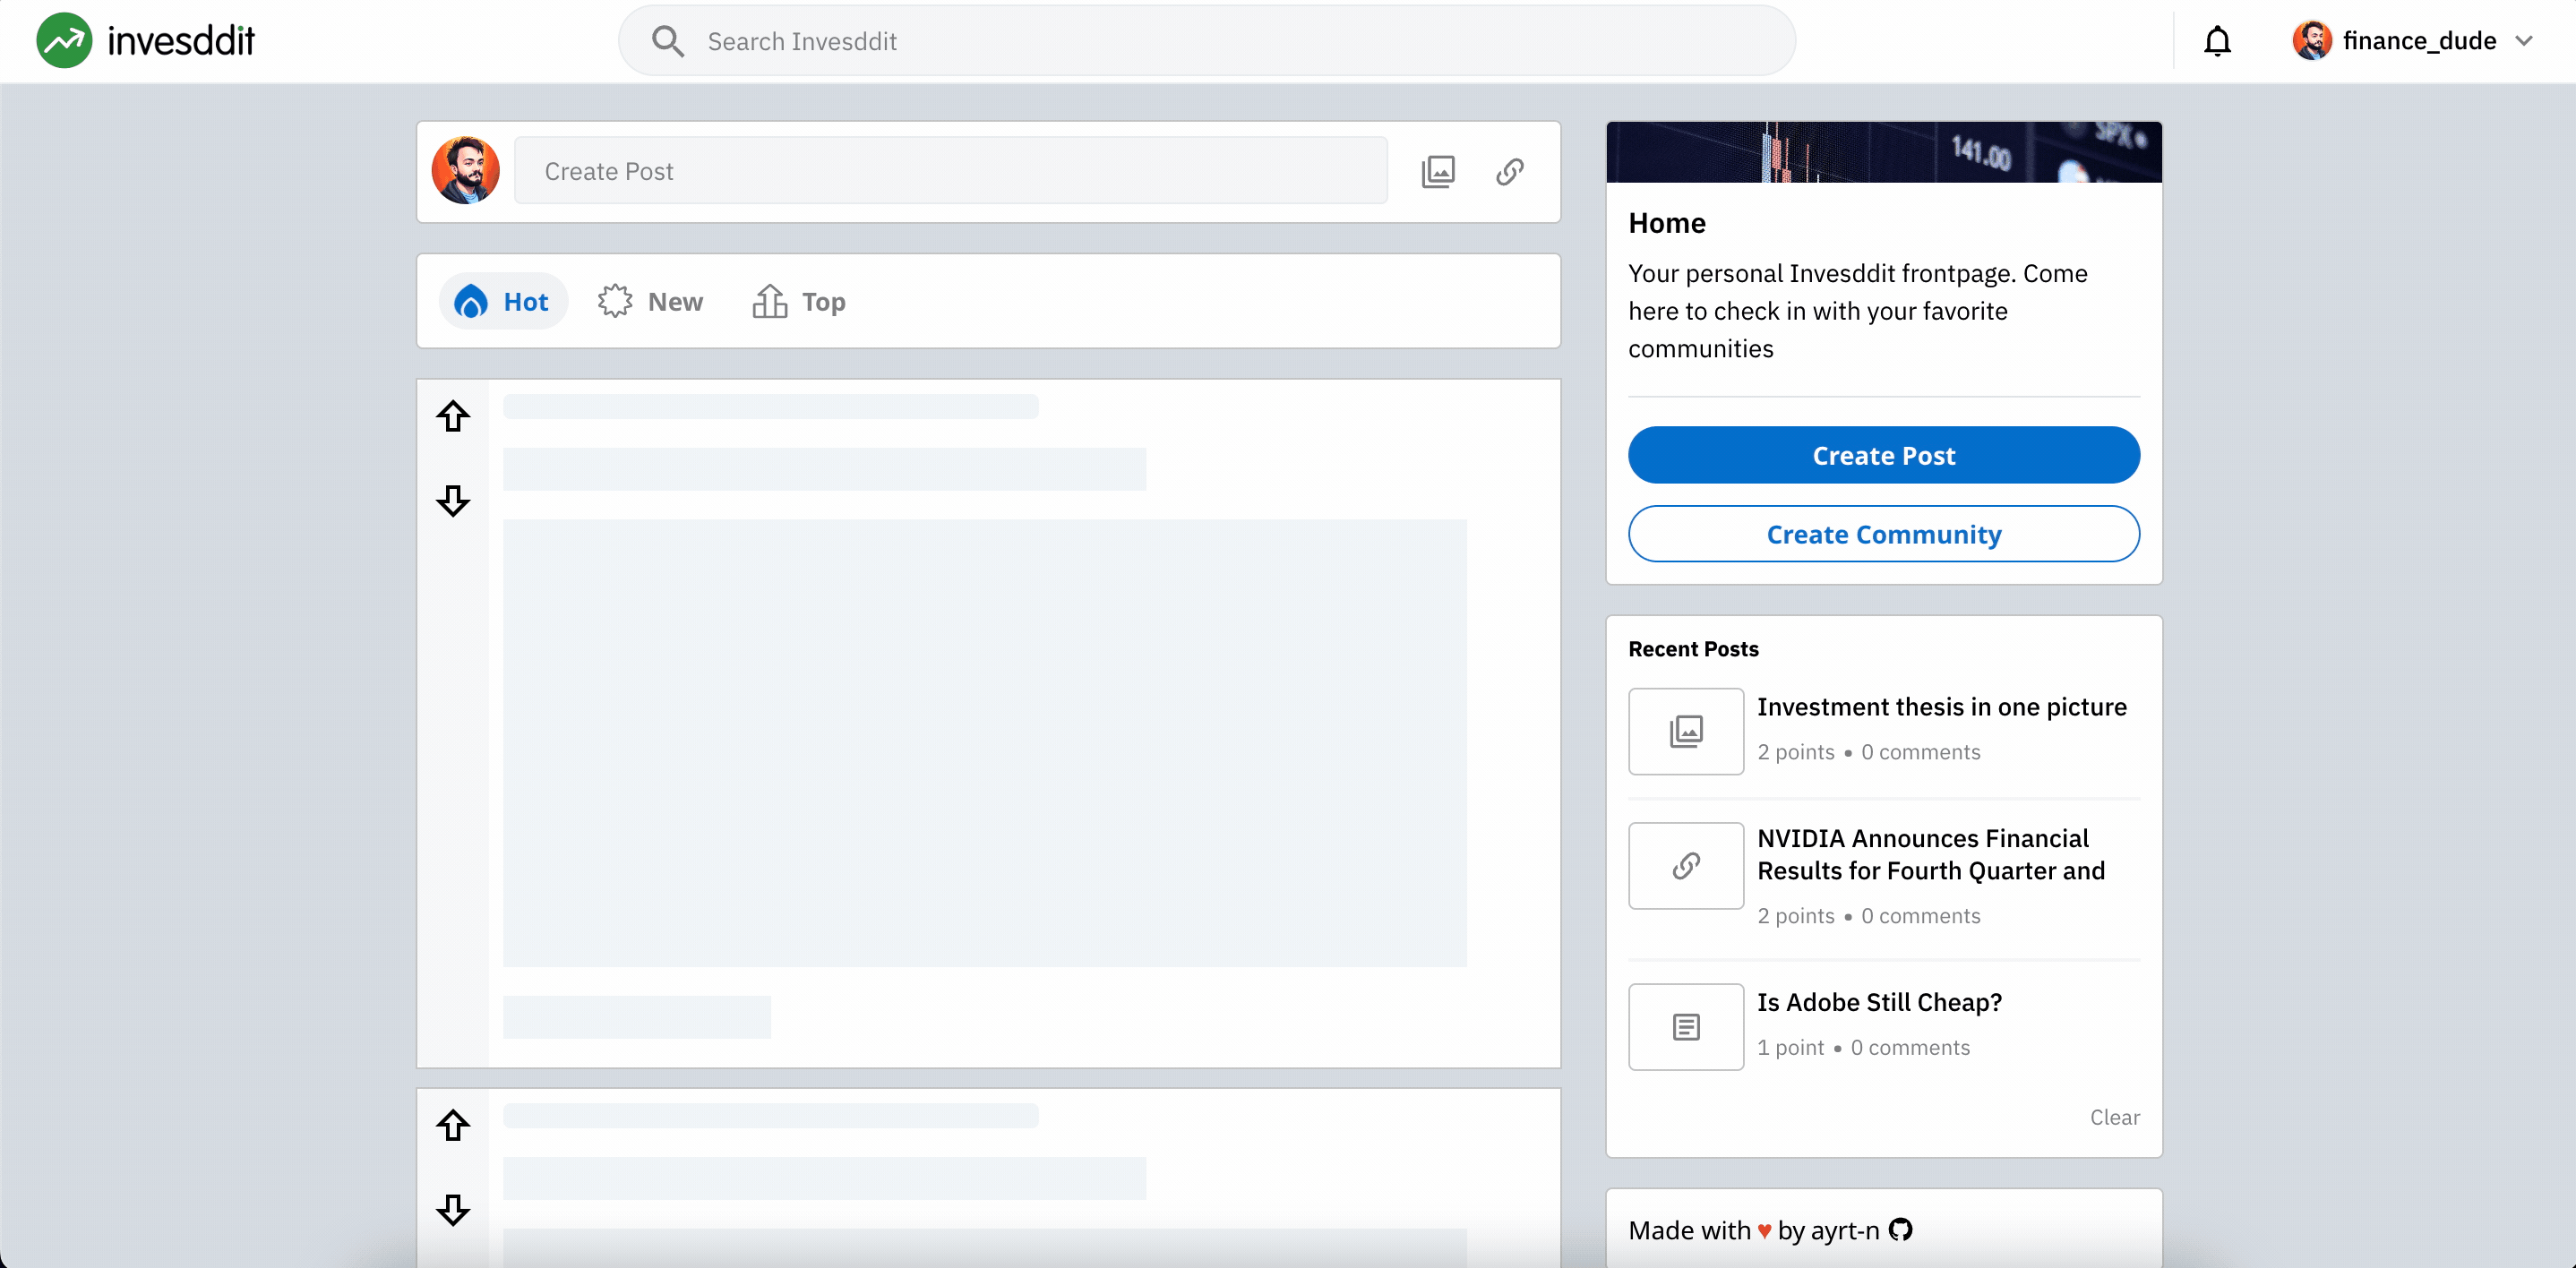 invesddit
Search Invesddit
finance_dude
Create Post
Hot
New
Top
141.00
SPX
Home
Your personal Invesddit frontpage. Come
here to check in with your favorite
communities
Create Post
Create Community
Recent Posts
Investment thesis in one picture
2 points • 0 comments
NVIDIA Announces Financial
Results for Fourth Quarter and
2 points • 0 comments
Is Adobe Still Cheap?
1 point • 0 comments
Clear
Made with ♥ by ayrt-n